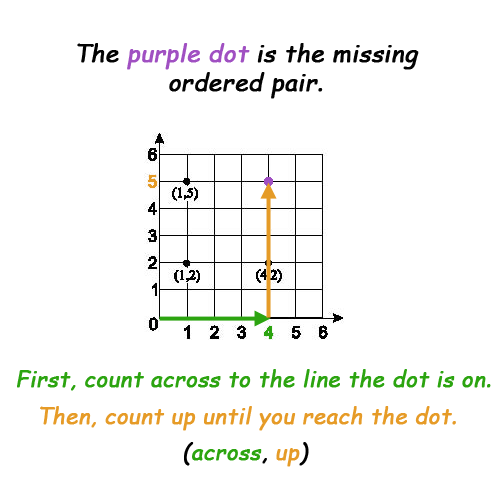 The purple dot is the missing
ordered pair.
6
5
(1,5)
4
3
2
(1,2) (4,2)
1
0
1 2 3 4 5 6
First, count across to the line the dot is on.
Then, count up until you reach the dot.
(across, up)